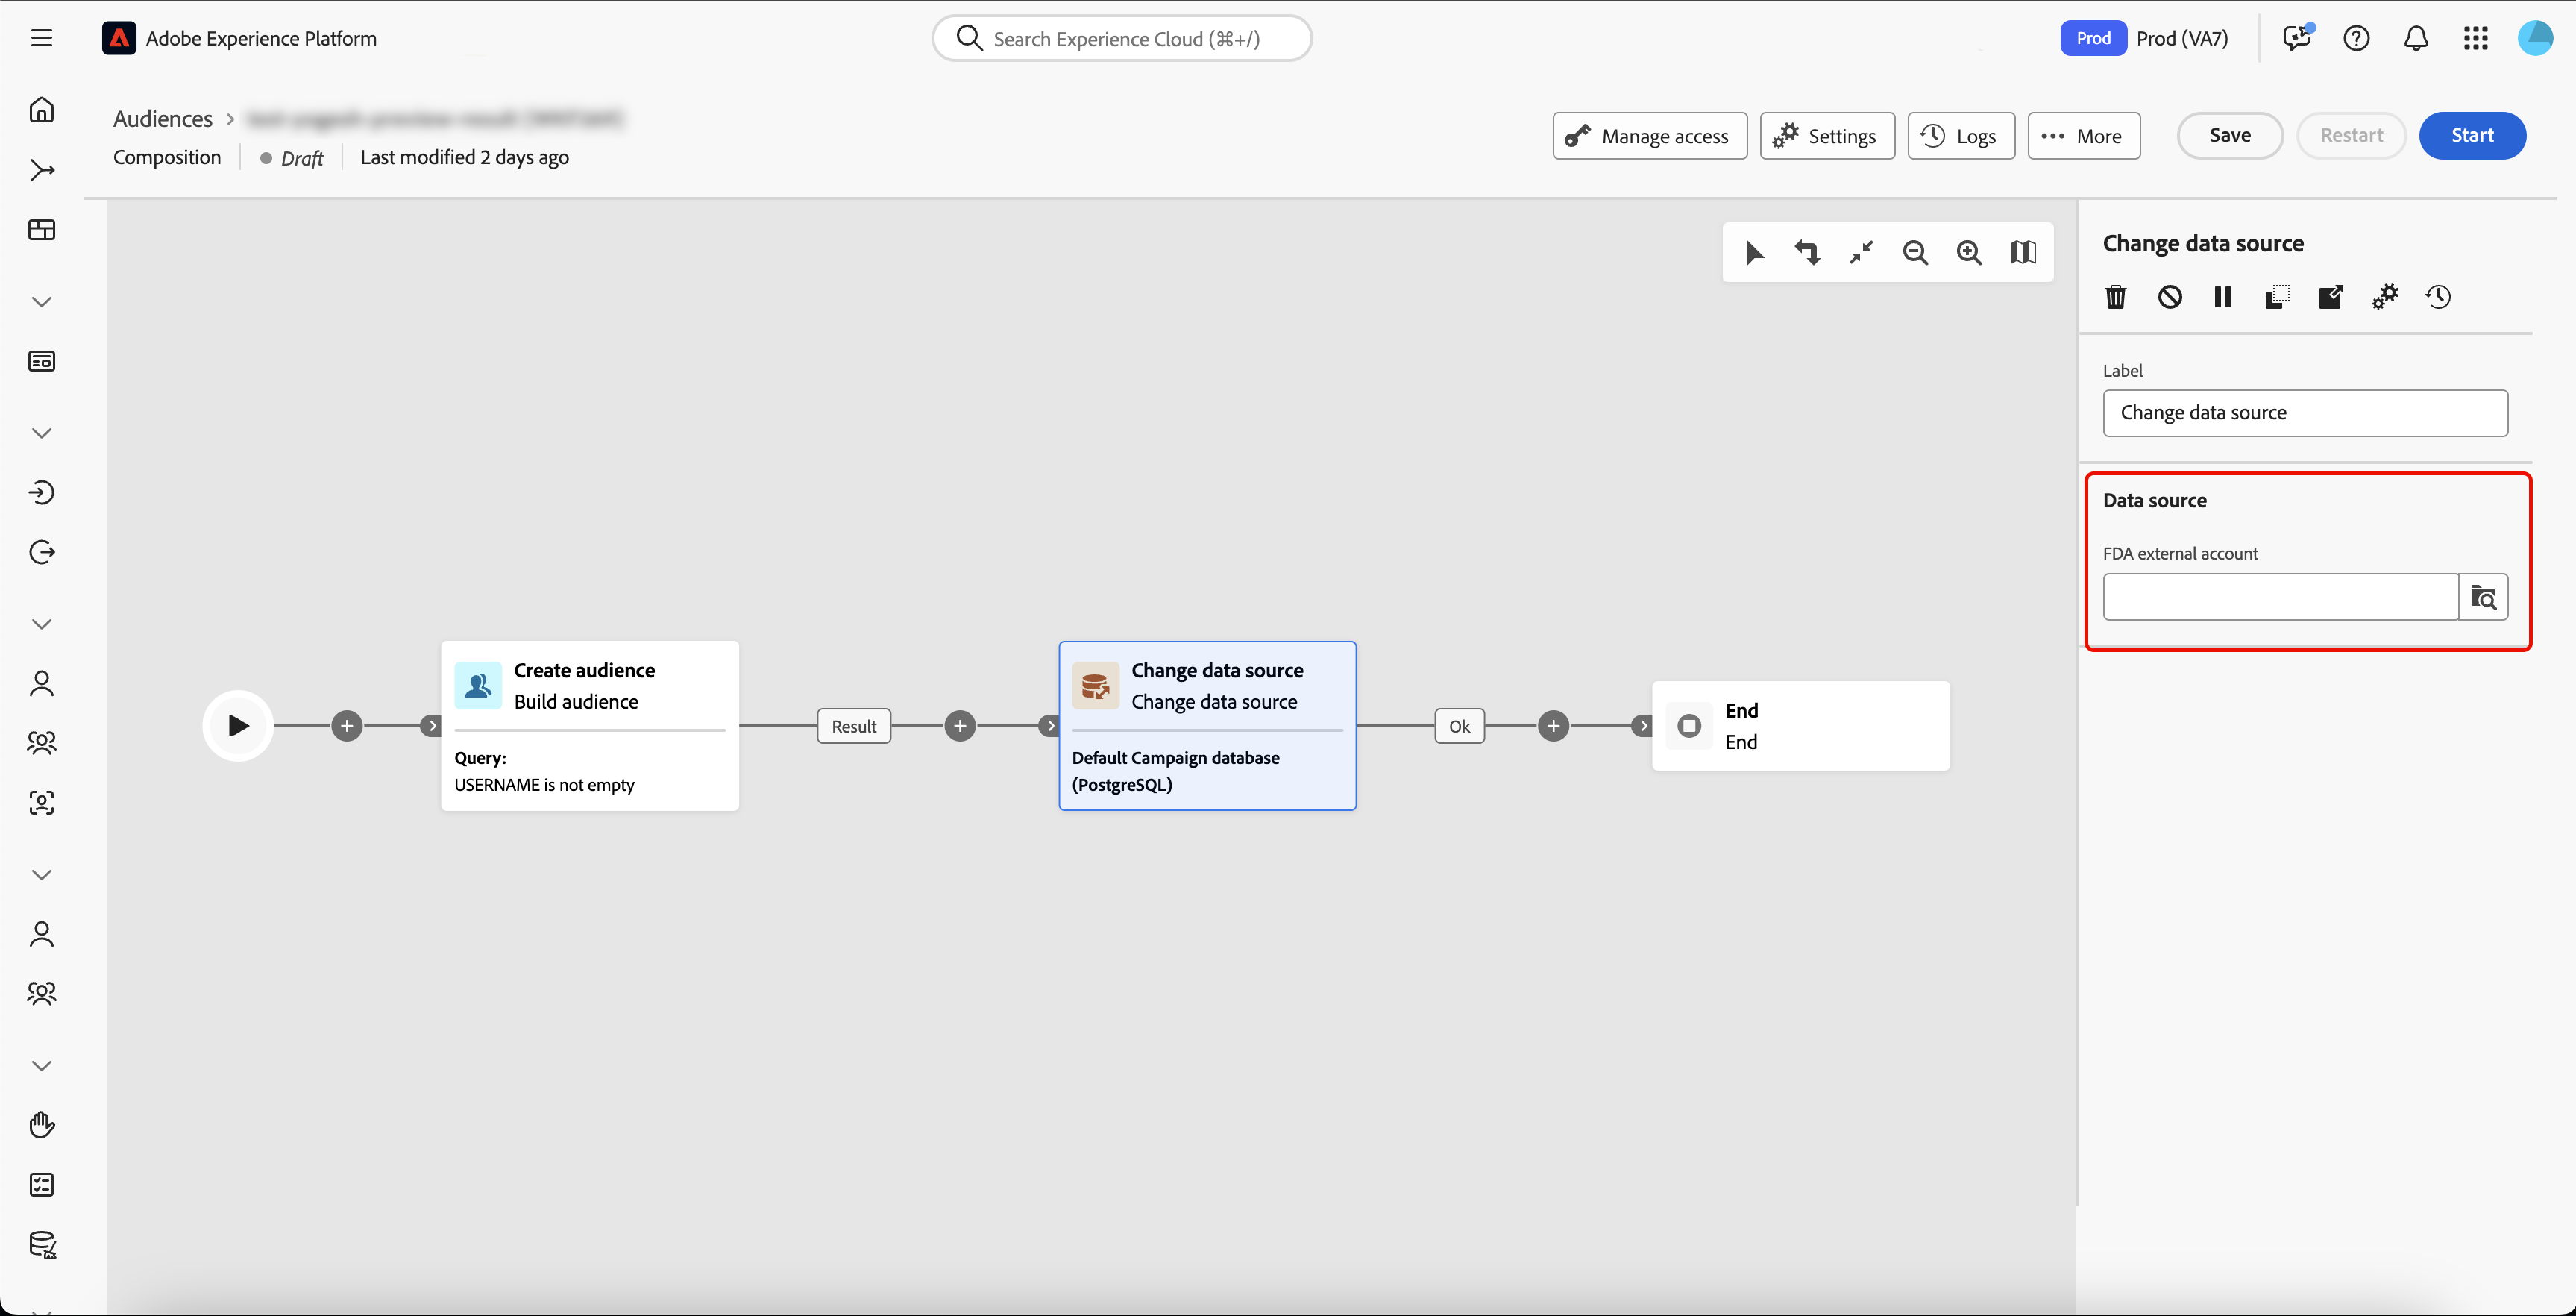 Adobe Experience Platform
Search Experience Cloud (⌘+/)
Prod
Prod (VA7)
Audiences
Composition
Draft
Last modified 2 days ago
Manage access
Settings
Logs
More
Save
Restart
Start
Change data source
Label
Change data source
Data source
FDA external account
Create audience
Build audience
Query:
USERNAME is not empty
Result
Change data source
Change data source
Default Campaign database
(PostgreSQL)
Ok
End
End